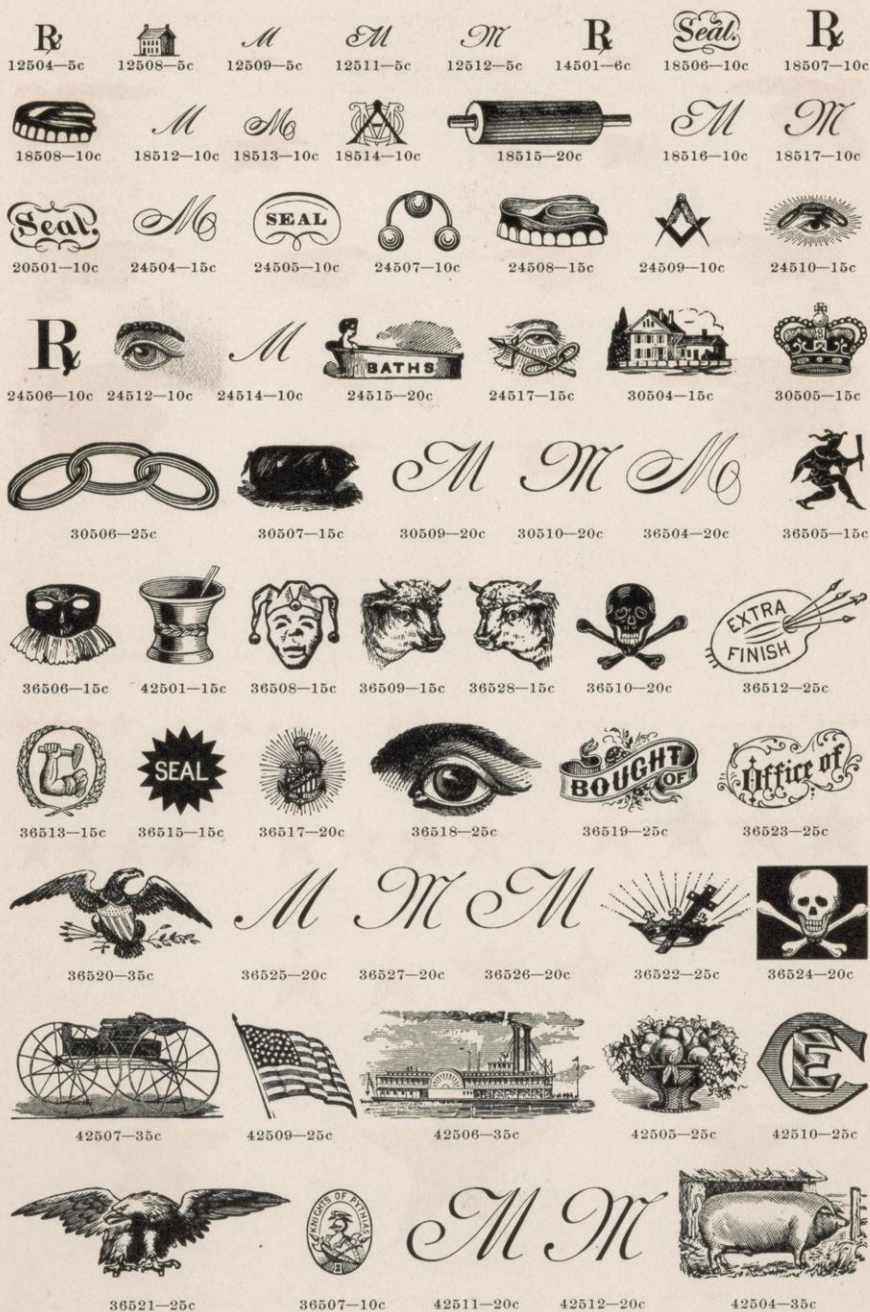 ℞ M M M ℞ Seal. ℞
12504—5c 12508—5c 12509—5c 12511—5c 12512—5c 14501—6c 18506—10c 18507—10c
M M M M
18508—10c 18512—10c 18513—10c 18514—10c 18515—20c 18516—10c 18517—10c
Seal. M SEAL G
20501—10c 24504—15c 24505—10c 24507—10c 24508—15c 24509—10c 24510—15c
℞ M BATHS
24506—10c 24512—10c 24514—10c 24515—20c 24517—15c 30504—15c 30505—15c
M M M
30506—25c 30507—15c 30509—20c 30510—20c 36504—20c 36505—15c
EXTRA
FINISH
36506—15c 42501—15c 36508—15c 36509—15c 36528—15c 36510—20c 36512—25c
SEAL BOUGHT OF Office of
36513—15c 36515—15c 36517—20c 36518—25c 36519—25c 36523—25c
M M M
36520—35c 36525—20c 36527—20c 36526—20c 36522—25c 36524—20c
CE
42507—35c 42509—25c 42506—35c 42505—25c 42510—25c
KNIGHTS OF PYTHIAS M M
36521—25c 36507—10c 42511—20c 42512—20c 42504—35c